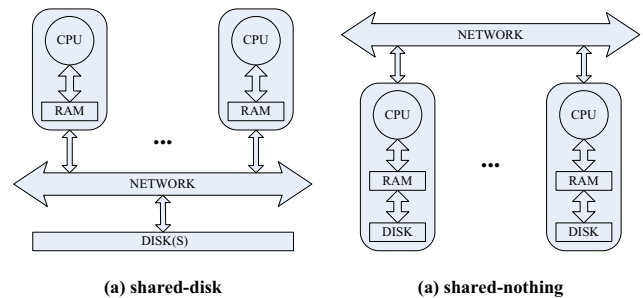 CPU
RAM
CPU
RAM
...
NETWORK
DISK(S)
(a) shared-disk
NETWORK
CPU
RAM
DISK
...
CPU
RAM
DISK
(a) shared-nothing